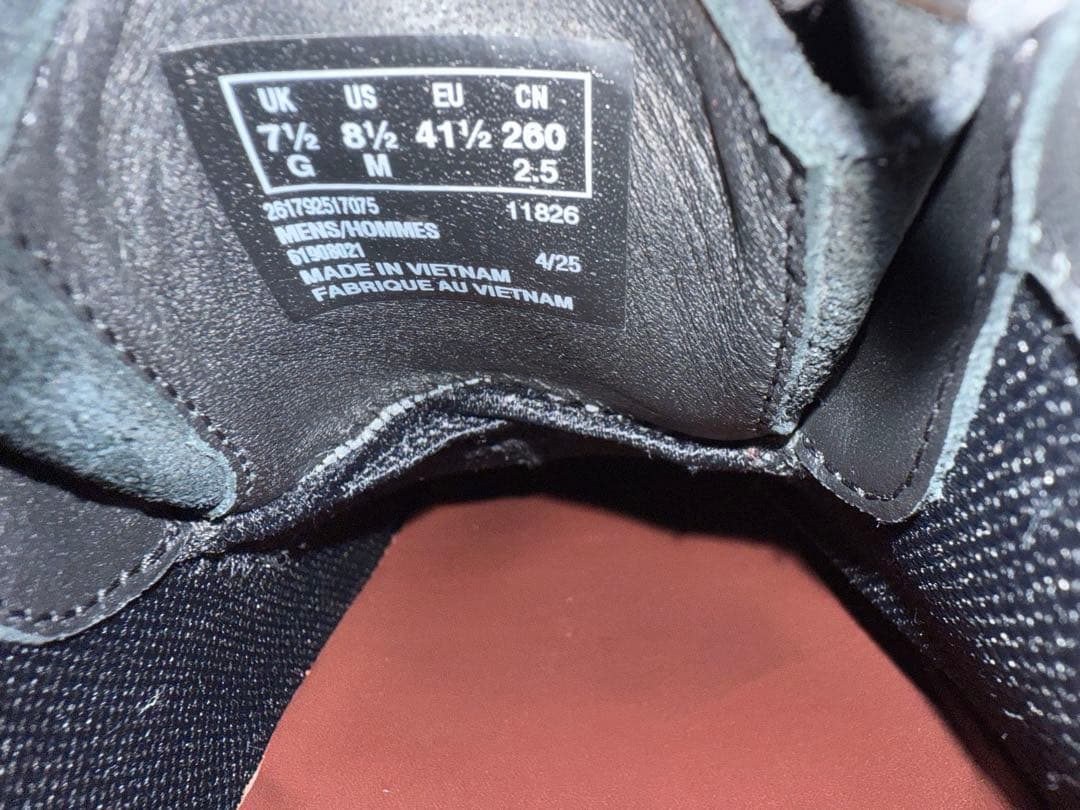 UK US EU CN
7½ 8½ 41½ 260
G M 2.5
261792517075 11826
MENS/HOMMES
61908021 4/25
MADE IN VIETNAM
FABRIQUE AU VIETNAM